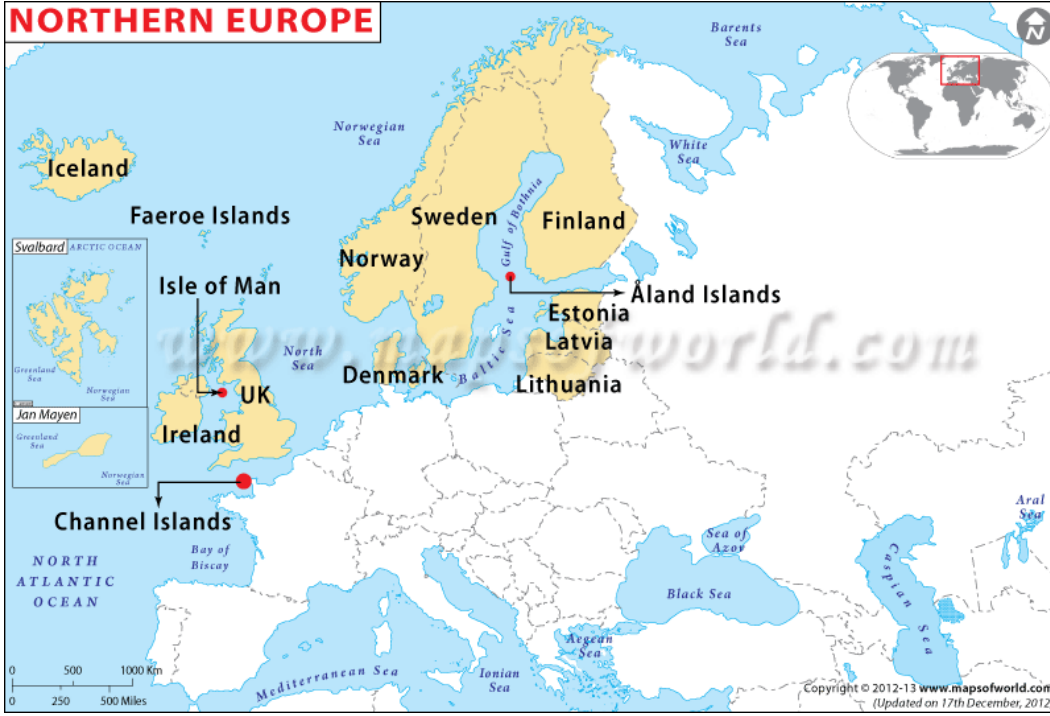 NORTHERN EUROPE
N
Barents
Sea
Norwegian
Sea
White
Sea
Iceland
Faeroe Islands
Sweden
Gulf of Bothnia
Finland
Svalbard
ARCTIC OCEAN
Norway
Isle of Man
Åland Islands
Estonia
www.mapsofworld.com
North
Sea
Latvia
Baltic Sea
Greenland
Sea
Denmark
Lithuania
Norwegian
Sea
UK
Jan Mayen
Greenland
Sea
Ireland
Norwegian
Sea
Channel Islands
Aral
Sea
Sea of
Azov
Bay of
Biscay
NORTH
ATLANTIC
OCEAN
Caspian Sea
Black Sea
Aegean
Sea
Mediterranean Sea
Ionian
Sea
0 500 1000 Km
0 250 500 Miles
Copyright © 2012-13 www.mapsofworld.com
(Updated on 17th December, 2012